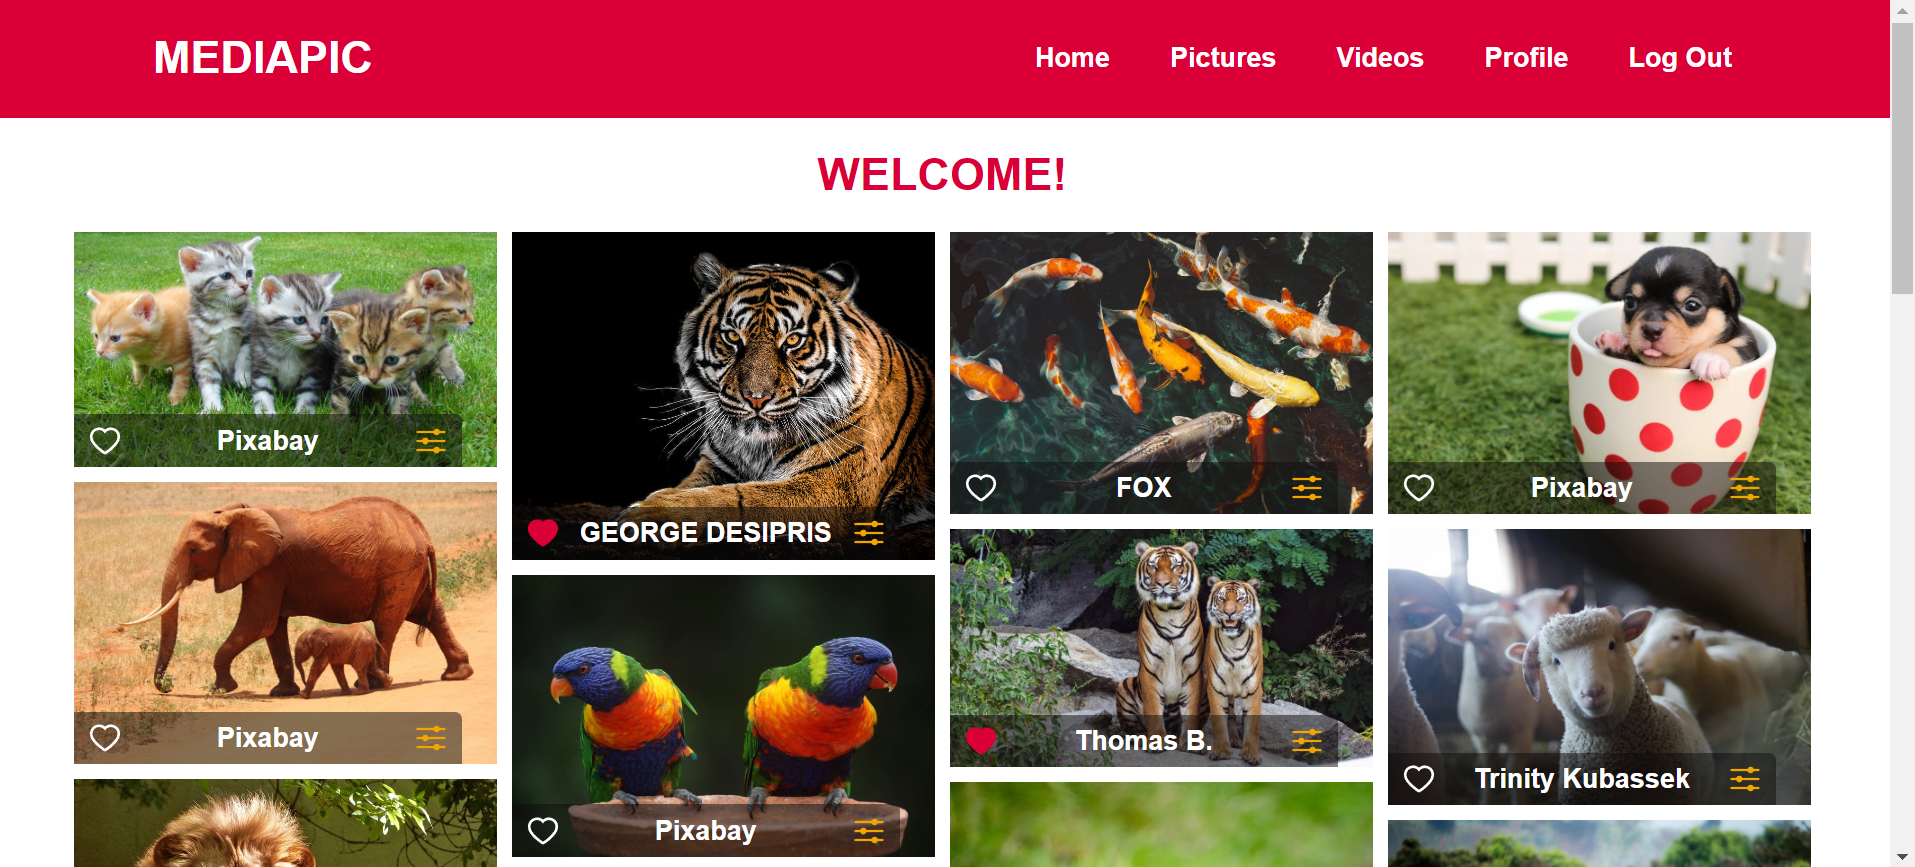 MEDIAPIC
Home Pictures Videos Profile Log Out
WELCOME!
Pixabay
GEORGE DESIPRIS
FOX
Pixabay
Pixabay
Pixabay
Thomas B.
Trinity Kubassek